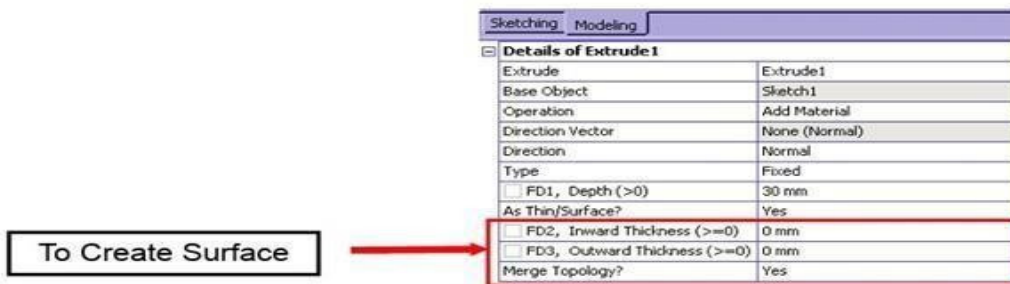 Sketching Modeling
Details of Extrude1
Extrude Extrude1
Base Object Sketch1
Operation Add Material
Direction Vector None (Normal)
Direction Normal
Type Fixed
FD1, Depth (>0) 30 mm
As Thin/Surface? Yes
FD2, Inward Thickness (>=0) 0 mm
FD3, Outward Thickness (>=0) 0 mm
Merge Topology? Yes
To Create Surface